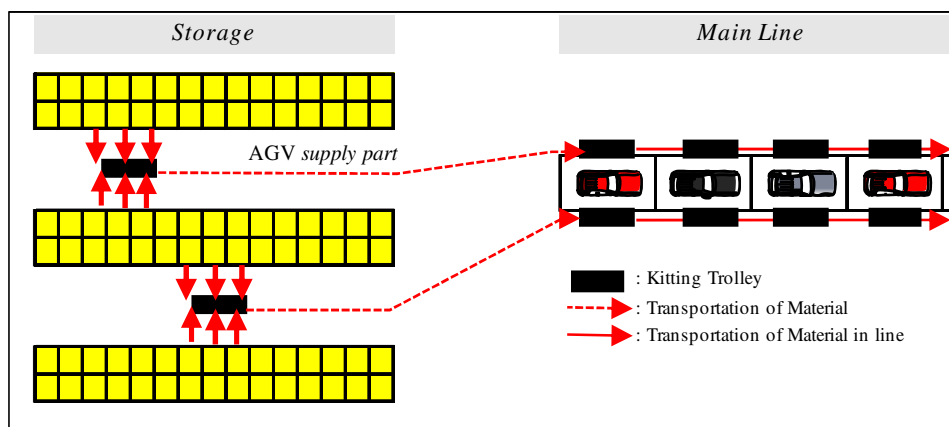 Storage
Main Line
AGV supply part
: Kitting Trolley
: Transportation of Material
: Transportation of Material in line